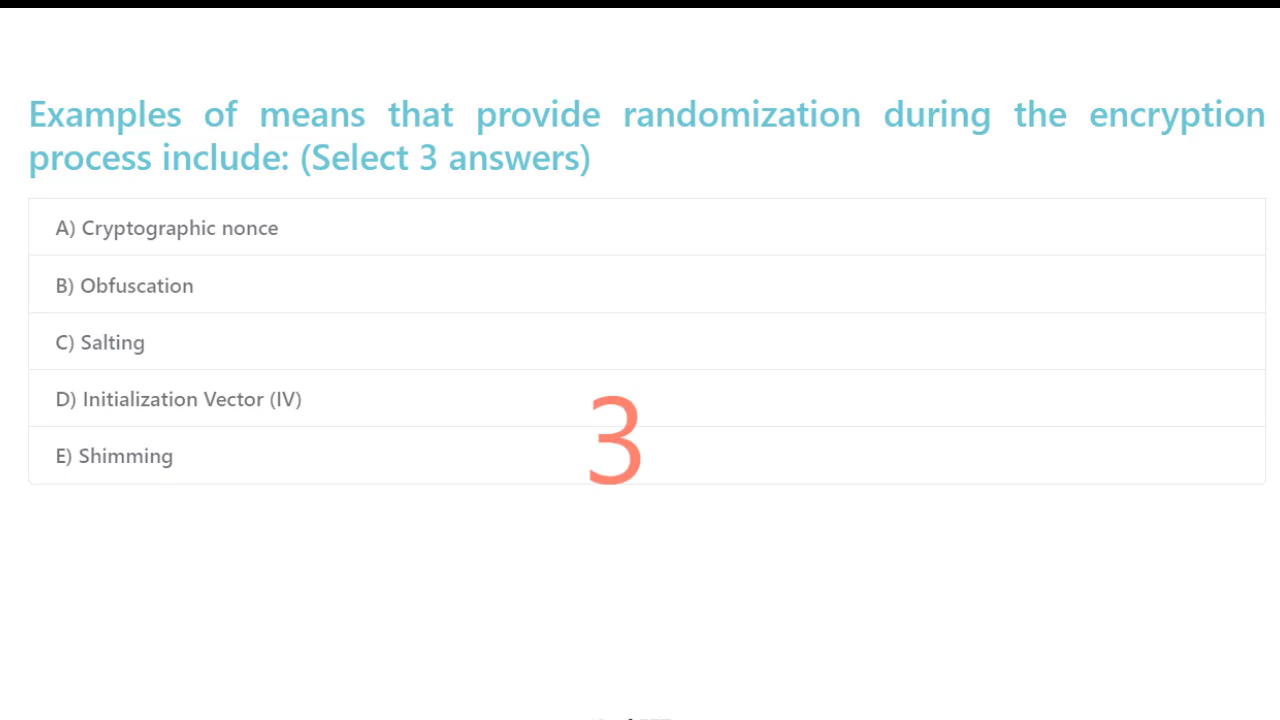 Examples of means that provide randomization during the encryption
process include: (Select 3 answers)
A) Cryptographic nonce
B) Obfuscation
C) Salting
D) Initialization Vector (IV)
E) Shimming
3